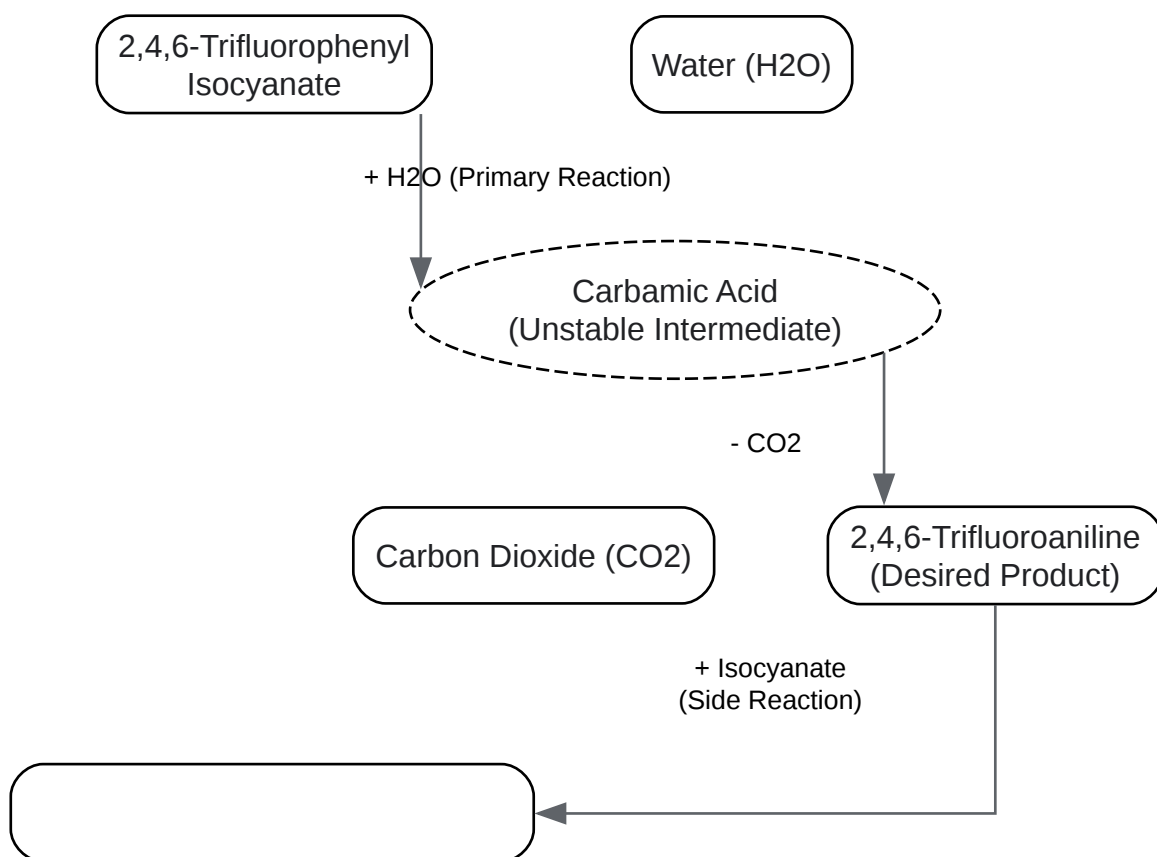 2,4,6-Trifluorophenyl
Isocyanate
Water (H2O)
+ H2O (Primary Reaction)
Carbamic Acid
(Unstable Intermediate)
- CO2
Carbon Dioxide (CO2)
2,4,6-Trifluoroaniline
(Desired Product)
+ Isocyanate
(Side Reaction)